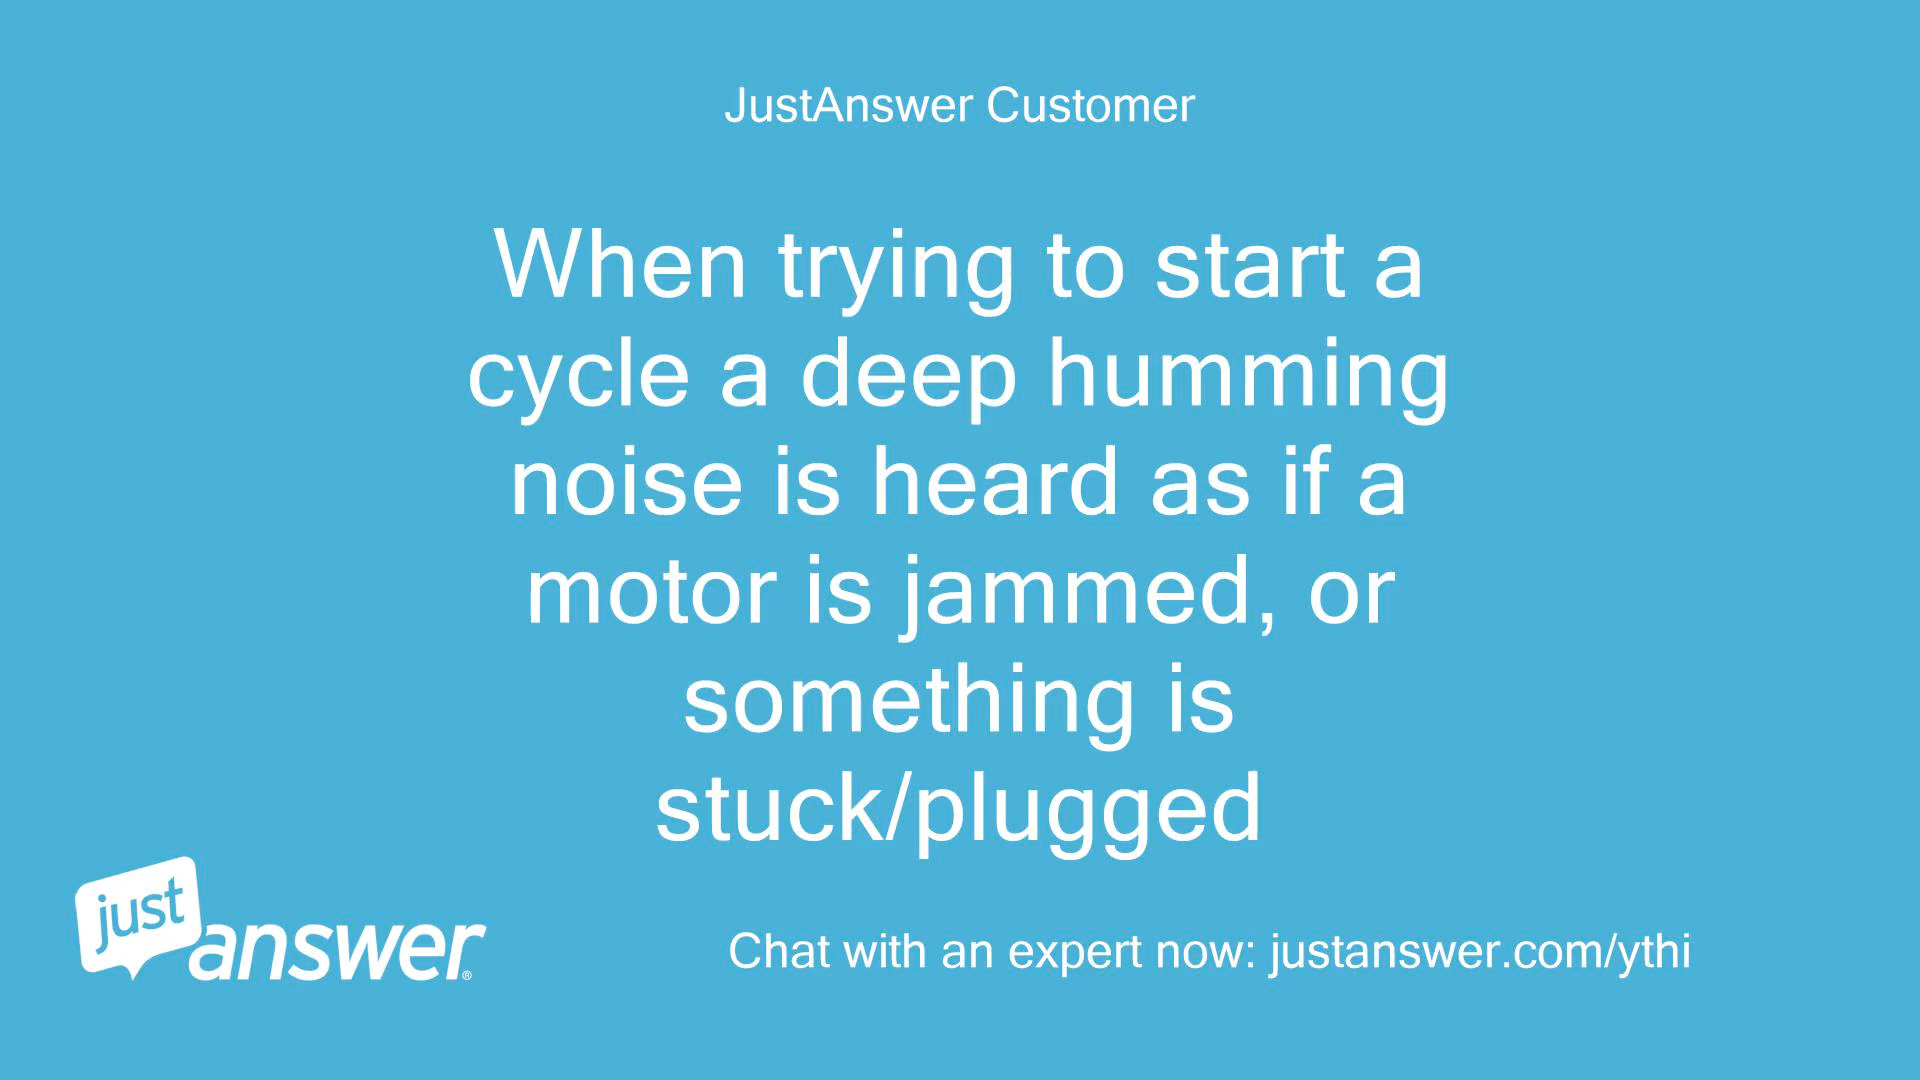 JustAnswer Customer
When trying to start a
cycle a deep humming
noise is heard as if a
motor is jammed, or
something is
stuck/plugged
just
answer®
Chat with an expert now: justanswer.com/ythi